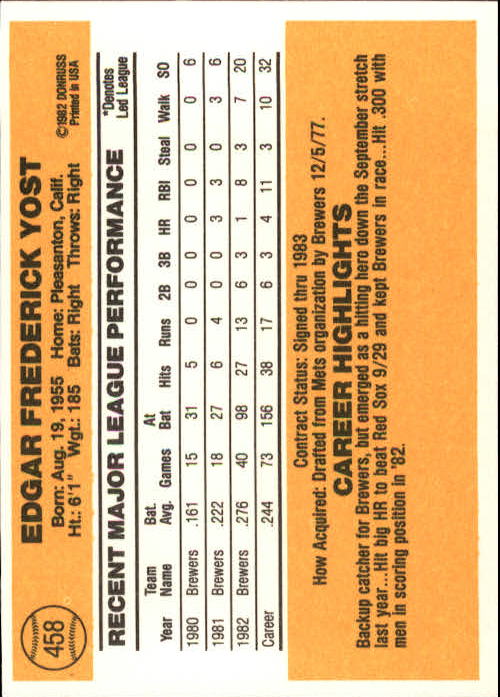 458
EDGAR FREDERICK YOST
Born: Aug. 19, 1955 Home: Pleasanton, Calif.
Ht.: 6'1" Wgt.: 185 Bats: Right Throws: Right
©1982 DONRUSS
Printed in USA
RECENT MAJOR LEAGUE PERFORMANCE
*Denotes
Led League
Year Team Name Bat. Avg. Games At Bat Hits Runs 2B 3B HR RBI Steal Walk SO
1980 Brewers .161 15 31 5 0 0 0 0 0 0 6
1981 Brewers .222 18 27 6 4 0 0 3 3 0 3 6
1982 Brewers .276 40 98 27 13 6 3 1 8 3 7 20
Career .244 73 156 38 17 6 3 4 11 3 10 32
Contract Status: Signed thru 1983
How Acquired: Drafted from Mets organization by Brewers 12/5/77.
CAREER HIGHLIGHTS
Backup catcher for Brewers, but emerged as a hitting hero down the September stretch
last year...Hit big HR to beat Red Sox 9/29 and kept Brewers in race...Hit .300 with
men in scoring position in '82.